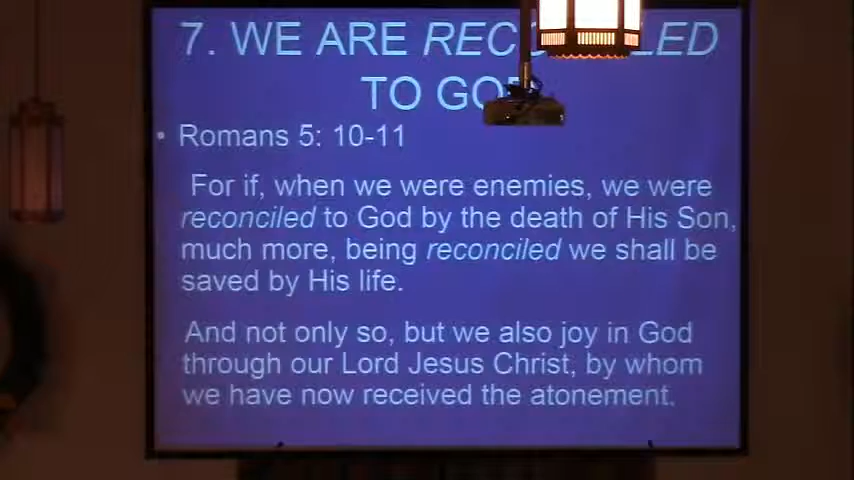 7. WE ARE REC LED
TO GOD
• Romans 5: 10-11
For if, when we were enemies, we were
reconciled to God by the death of His Son,
much more, being reconciled we shall be
saved by His life.
And not only so, but we also joy in God
through our Lord Jesus Christ, by whom
we have now received the atonement.